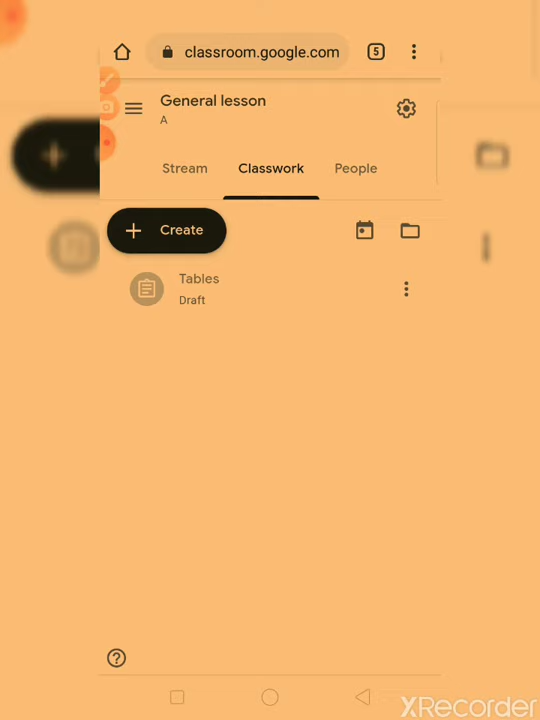 classroom.google.com
5
General lesson
A
Stream Classwork People
+ Create
Tables
Draft
XRecorder